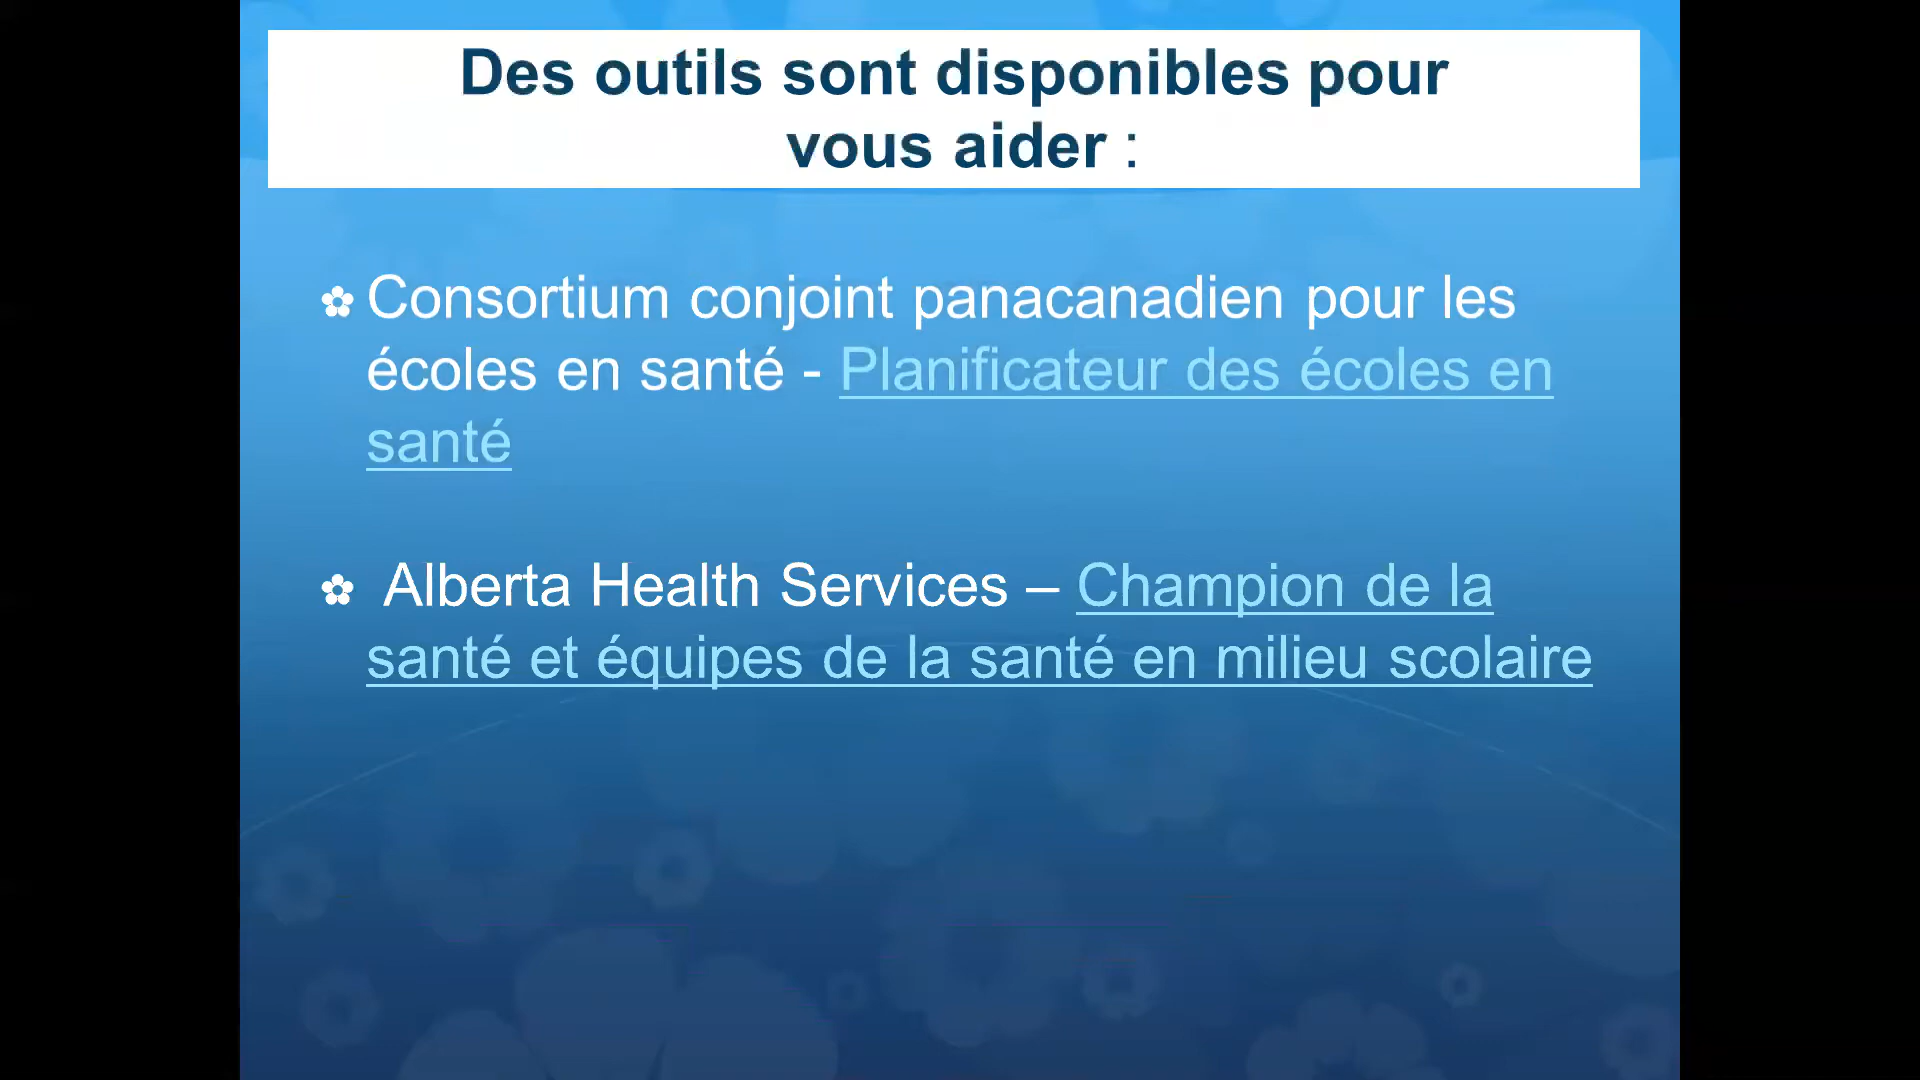 Des outils sont disponibles pour
vous aider :
Consortium conjoint panacanadien pour les
écoles en santé - Planificateur des écoles en
santé
Alberta Health Services – Champion de la
santé et équipes de la santé en milieu scolaire